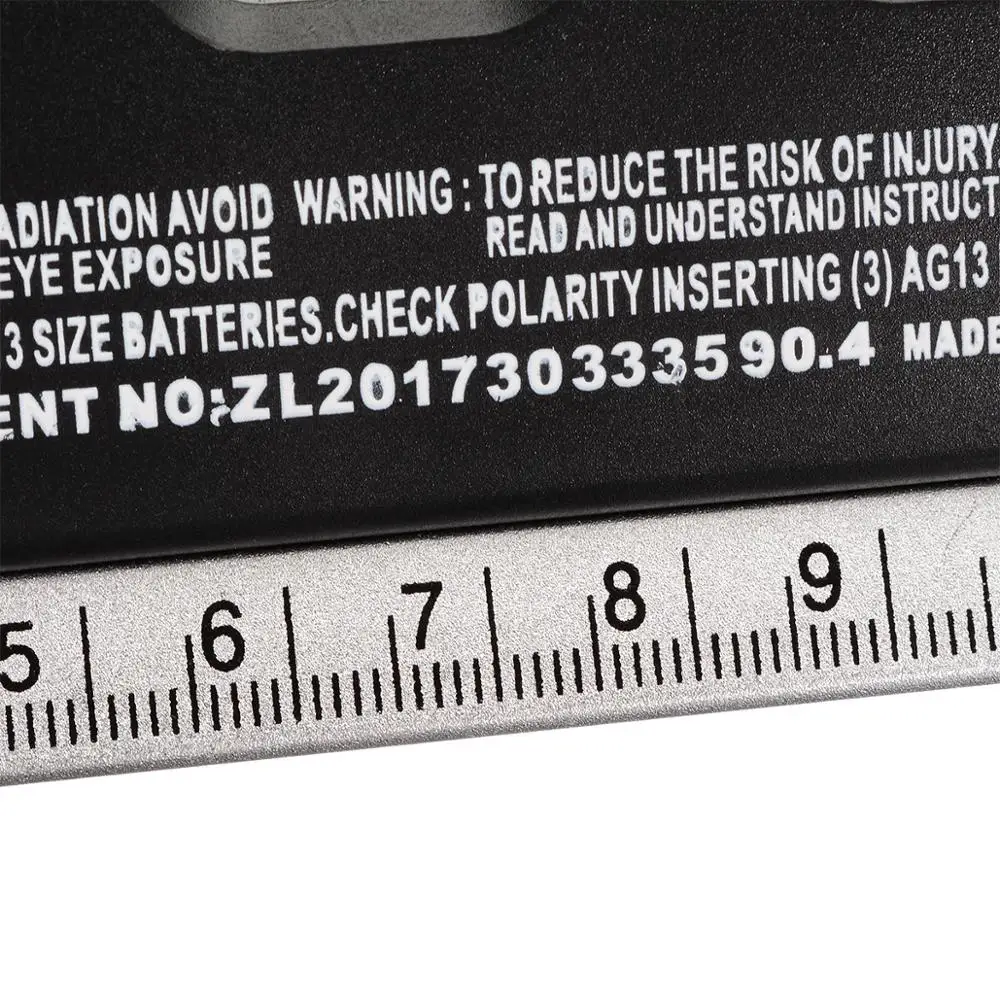 ADIATION AVOID WARNING : TO REDUCE THE RISK OF INJURY
EYE EXPOSURE READ AND UNDERSTAND INSTRUCT
3 SIZE BATTERIES.CHECK POLARITY INSERTING (3) AG13
ENT NO:ZL201730333590.4 MADE
5 6 7 8 9